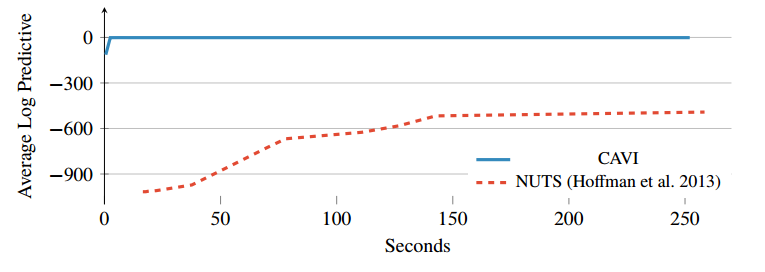 Average Log Predictive
0
−300
−600
−900
CAVI
NUTS (Hoffman et al. 2013)
0 50 100 150 200 250
Seconds